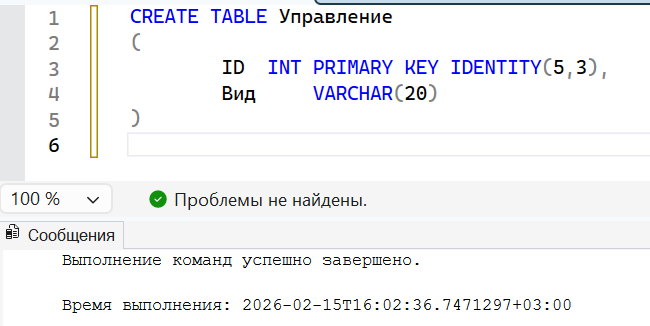 1 CREATE TABLE Управление
2 (
3 ID INT PRIMARY KEY IDENTITY(5,3),
4 Вид VARCHAR(20)
5 )
6
100 % Проблемы не найдены.
Сообщения
Выполнение команд успешно завершено.
Время выполнения: 2026-02-15T16:02:36.7471297+03:00